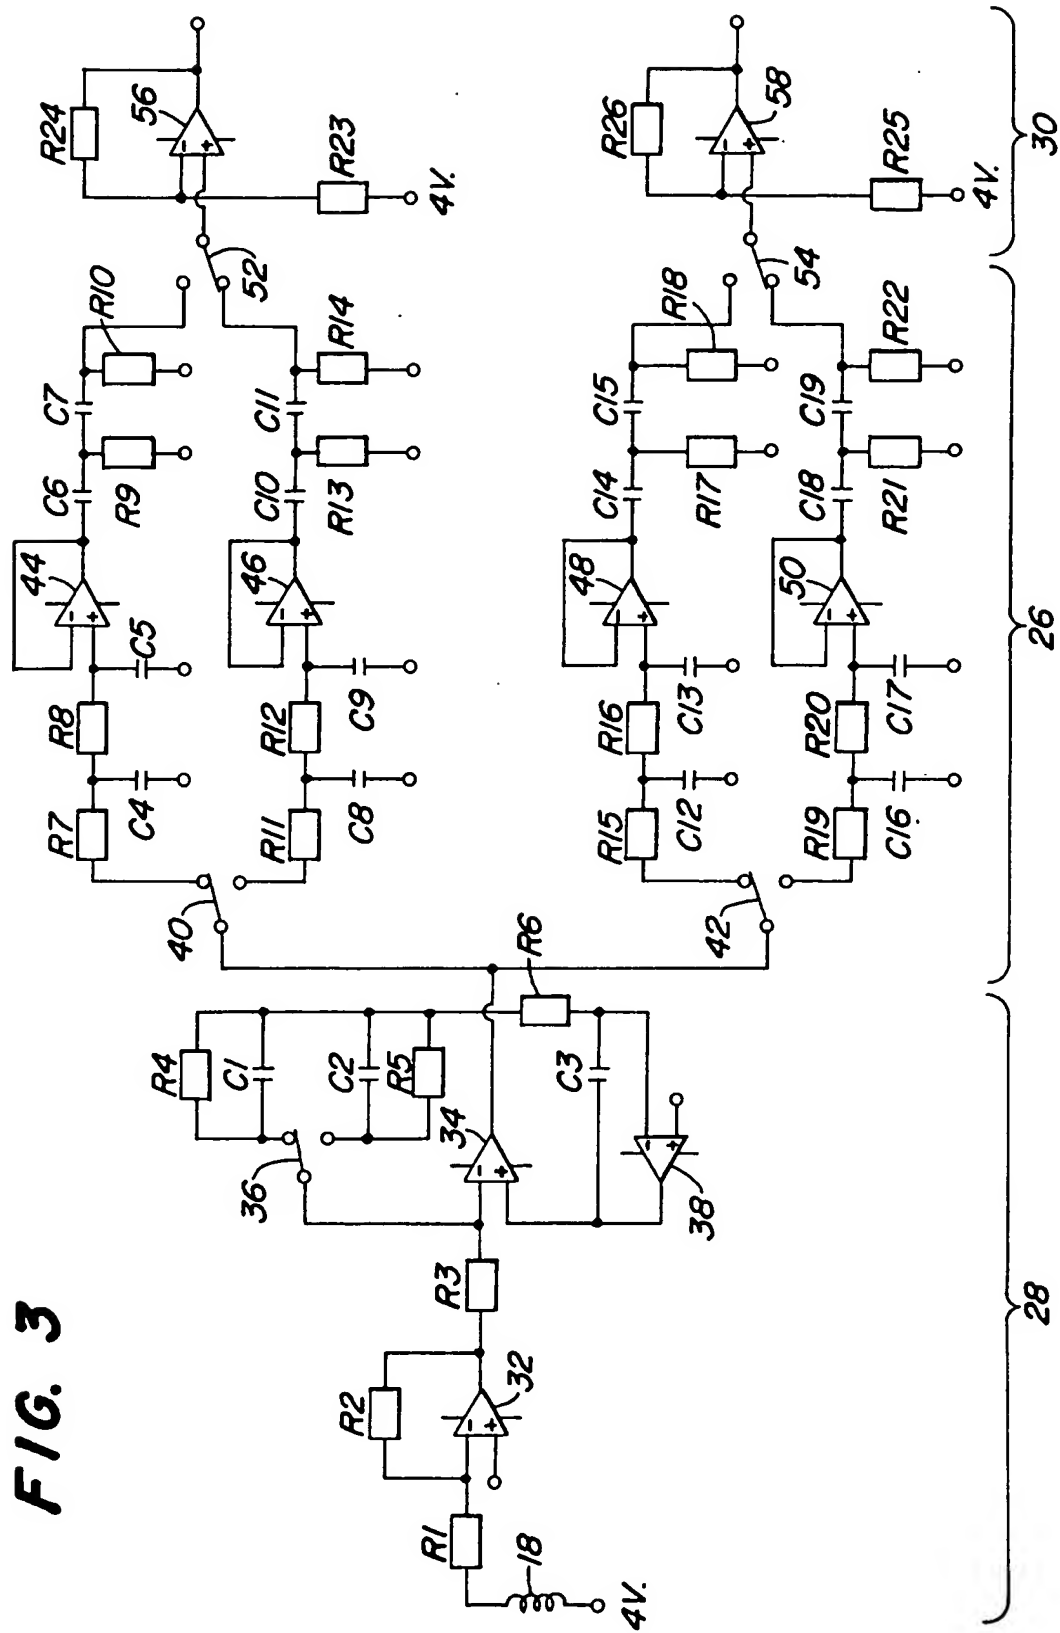 FIG. 3
4V.
18
R1
R2
32
R3
36
R4
C1
C2
R5
34
C3
38
R6
28
40
42
R7
C4
R8
C5
44
C6
R9
C7
R10
R11
C8
R12
C9
46
C10
R13
C11
R14
52
R15
C12
R16
C13
48
C14
R17
C15
R18
R19
C16
R20
C17
50
C18
R21
C19
R22
54
26
R24
56
R23
4V.
R26
58
R25
4V.
30
- +
- +
- +
- +
- +
- +
- +
- +
- +